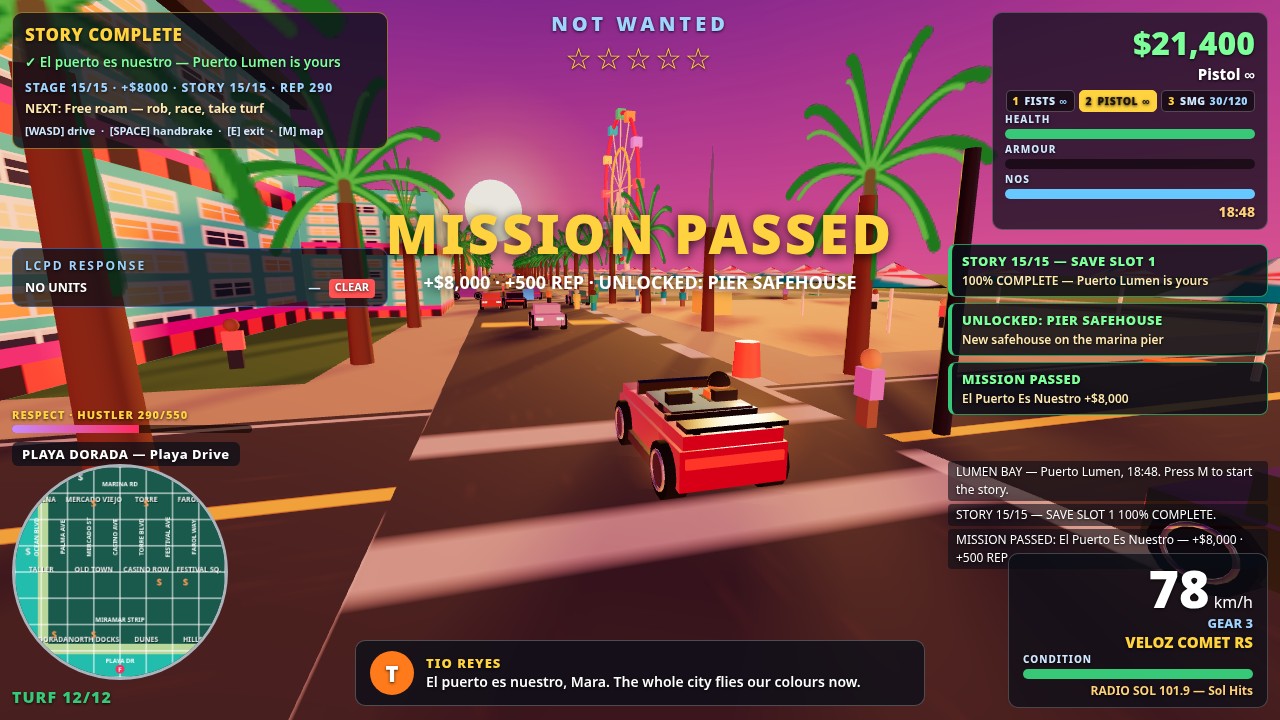 STORY COMPLETE
✓ El puerto es nuestro — Puerto Lumen is yours
STAGE 15/15 · +$8000 · STORY 15/15 · REP 290
NEXT: Free roam — rob, race, take turf
[WASD] drive · [SPACE] handbrake · [E] exit · [M] map
NOT WANTED
☆☆☆☆☆
$21,400
Pistol ∞
1 FISTS ∞
2 PISTOL ∞
3 SMG 30/120
HEALTH
ARMOUR
NOS
18:48
LCPD RESPONSE
NO UNITS — CLEAR
MISSION PASSED
+$8,000 · +500 REP · UNLOCKED: PIER SAFEHOUSE
STORY 15/15 — SAVE SLOT 1
100% COMPLETE — Puerto Lumen is yours
UNLOCKED: PIER SAFEHOUSE
New safehouse on the marina pier
MISSION PASSED
El Puerto Es Nuestro +$8,000
LUMEN BAY — Puerto Lumen, 18:48. Press M to start
the story.
STORY 15/15 — SAVE SLOT 1 100% COMPLETE.
MISSION PASSED: El Puerto Es Nuestro — +$8,000 ·
+500 REP
RESPECT · HUSTLER 290/550
PLAYA DORADA — Playa Drive
MARINA RD
MERCADO VIEJO
TORRE
OCEAN BLVD
PALMA AVE
MERCADO ST
CASINO AVE
TORRE BLVD
FESTIVAL AVE
FAROL WAY
OLD TOWN
CASINO ROW
FESTIVAL SQ
MIRAMAR STRIP
NORTH DOCKS
DUNES
PLAYA DR
TURF 12/12
T
TIO REYES
El puerto es nuestro, Mara. The whole city flies our colours now.
78 km/h
GEAR 3
VELOZ COMET RS
CONDITION
RADIO SOL 101.9 — Sol Hits